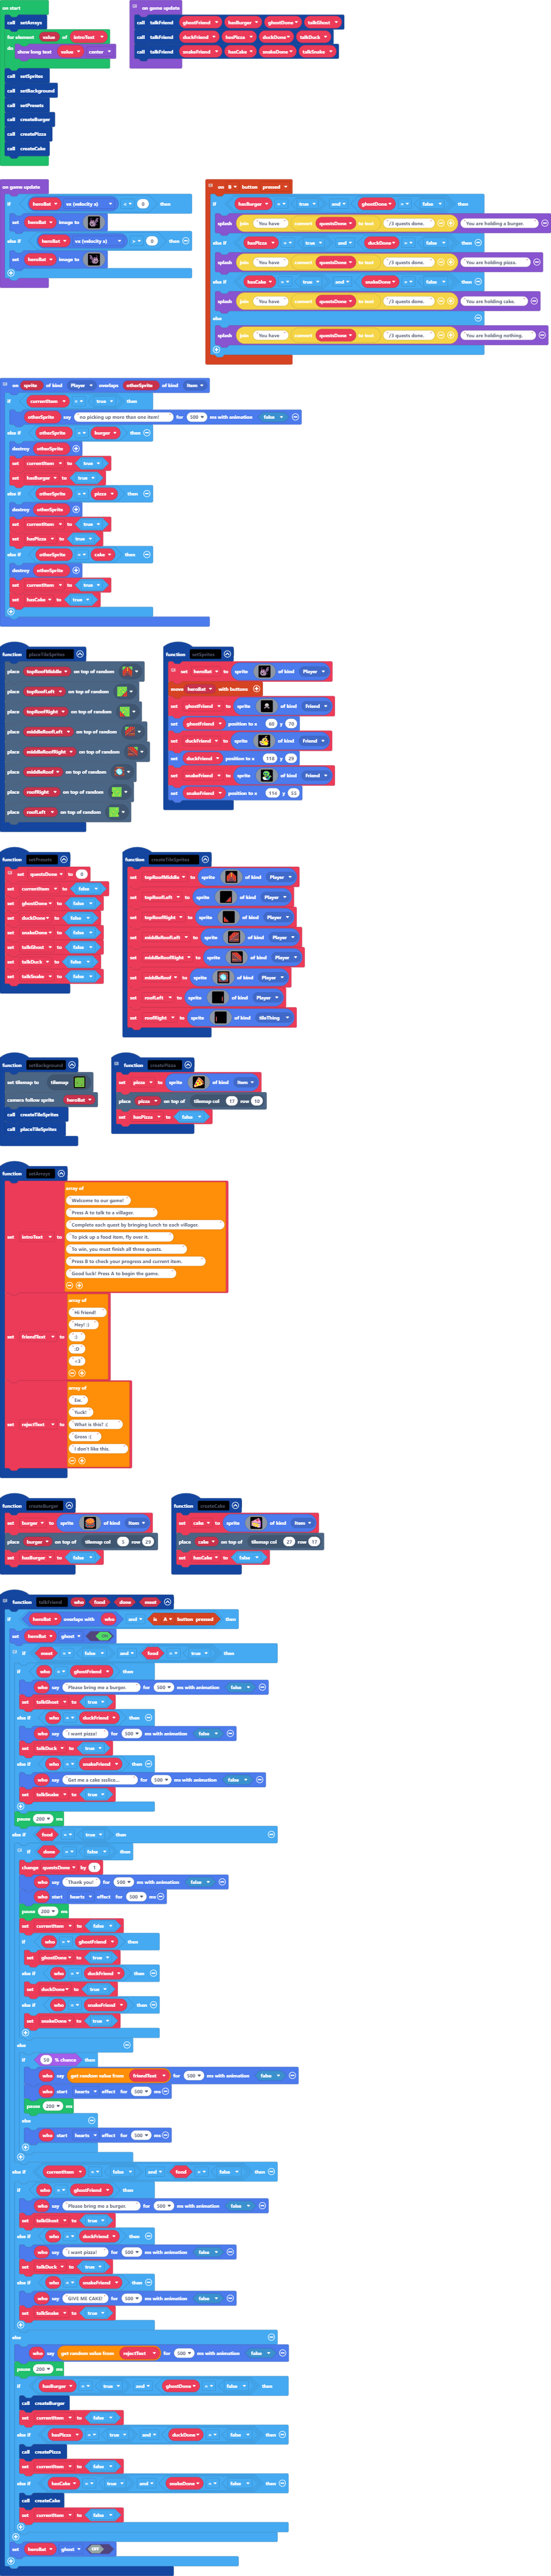 on start
call setArrays
for element value of introText
do show long text value center
call setSprites
call setBackground
call setPresets
call createBurger
call createPizza
call createCake
on game update
call talkFriend ghostFriend hasBurger ghostDone talkGhost
call talkFriend duckFriend hasPizza duckDone talkDuck
call talkFriend snakeFriend hasCake snakeDone talkSnake
on game update
if heroBat vx (velocity x) < 0 then
set heroBat image to
else if heroBat vx (velocity x) > 0 then
set heroBat image to
on B button pressed
if hasBurger = true and ghostDone = false then
splash join You have convert questsDone to text /3 quests done. You are holding a burger.
else if hasPizza = true and duckDone = false then
splash join You have convert questsDone to text /3 quests done. You are holding pizza.
else if hasCake = true and snakeDone = false then
splash join You have convert questsDone to text /3 quests done. You are holding cake.
else
splash join You have convert questsDone to text /3 quests done. You are holding nothing.
on sprite of kind Player overlaps otherSprite of kind Item
if currentItem = true then
otherSprite say no picking up more than one item! for 500 ms with animation false
else if otherSprite = burger then
destroy otherSprite
set currentItem to true
set hasBurger to true
else if otherSprite = pizza then
destroy otherSprite
set currentItem to true
set hasPizza to true
else if otherSprite = cake then
destroy otherSprite
set currentItem to true
set hasCake to true
function placaTileSprites
place topRoofMiddle on top of random
place topRoofLeft on top of random
place topRoofRight on top of random
place middleRoofLeft on top of random
place middleRoofRight on top of random
place middleRoof on top of random
place roofRight on top of random
place roofLeft on top of random
function setSprites
set heroBat to sprite of kind Player
move heroBat with buttons
set ghostFriend to sprite of kind Friend
set ghostFriend position to x 60 y 70
set duckFriend to sprite of kind Friend
set duckFriend position to x 118 y 29
set snakeFriend to sprite of kind Friend
set snakeFriend position to x 114 y 55
function setPresets
set questsDone to 0
set currentItem to false
set ghostDone to false
set duckDone to false
set snakeDone to false
set talkGhost to false
set talkDuck to false
set talkSnake to false
function createTileSprites
set topRoofMiddle to sprite of kind Player
set topRoofLeft to sprite of kind Player
set topRoofRight to sprite of kind Player
set middleRoofLeft to sprite of kind Player
set middleRoofRight to sprite of kind Player
set middleRoof to sprite of kind Player
set roofLeft to sprite of kind Player
set roofRight to sprite of kind tileThing
function setBackground
set tilemap to tilemap
camera follow sprite heroBat
call createTileSprites
call placaTileSprites
function createPizza
set pizza to sprite of kind Item
place pizza on top of tilemap col 17 row 10
set hasPizza to false
function setArrays
set introText to array of
Welcome to our game!
Press A to talk to a villager.
Complete each quest by bringing lunch to each villager.
To pick up a food item, fly over it.
To win, you must finish all three quests.
Press B to check your progress and current item.
Good luck! Press A to begin the game.
set friendText to array of
Hi friend!
Hey! :)
:)
:D
<3
set rejectText to array of
Ew.
Yuck!
What is this? :(
Gross :(
I don't like this.
function createBurger
set burger to sprite of kind Item
place burger on top of tilemap col 5 row 29
set hasBurger to false
function createCake
set cake to sprite of kind Item
place cake on top of tilemap col 27 row 17
set hasCake to false
function talkFriend who food done meet
if heroBat overlaps with who and is A button pressed then
set heroBat ghost ON
if meet = false and food = true then
if who = ghostFriend then
who say Please bring me a burger. for 500 ms with animation false
set talkGhost to true
else if who = duckFriend then
who say I want pizza! for 500 ms with animation false
set talkDuck to true
else if who = snakeFriend then
who say Get me a cake ssslice... for 500 ms with animation false
set talkSnake to true
pause 200 ms
else if food = true then
if done = false then
change questsDone by 1
who say Thank you! for 500 ms with animation false
who start hearts effect for 500 ms
pause 200 ms
set currentItem to false
if who = ghostFriend then
set ghostDone to true
else if who = duckFriend then
set duckDone to true
else if who = snakeFriend then
set snakeDone to true
else
if 50 % chance then
who say get random value from friendText for 500 ms with animation false
who start hearts effect for 500 ms
pause 200 ms
else
who start hearts effect for 500 ms
else if currentItem = false and food = false then
if who = ghostFriend then
who say Please bring me a burger. for 500 ms with animation false
set talkGhost to true
else if who = duckFriend then
who say I want pizza! for 500 ms with animation false
set talkDuck to true
else if who = snakeFriend then
who say GIVE ME CAKE! for 500 ms with animation false
set talkSnake to true
else
who say get random value from rejectText for 500 ms with animation false
pause 200 ms
if hasBurger = true and ghostDone = false then
call createBurger
set currentItem to false
else if hasPizza = true and duckDone = false then
call createPizza
set currentItem to false
else if hasCake = true and snakeDone = false then
call createCake
set currentItem to false
set heroBat ghost OFF